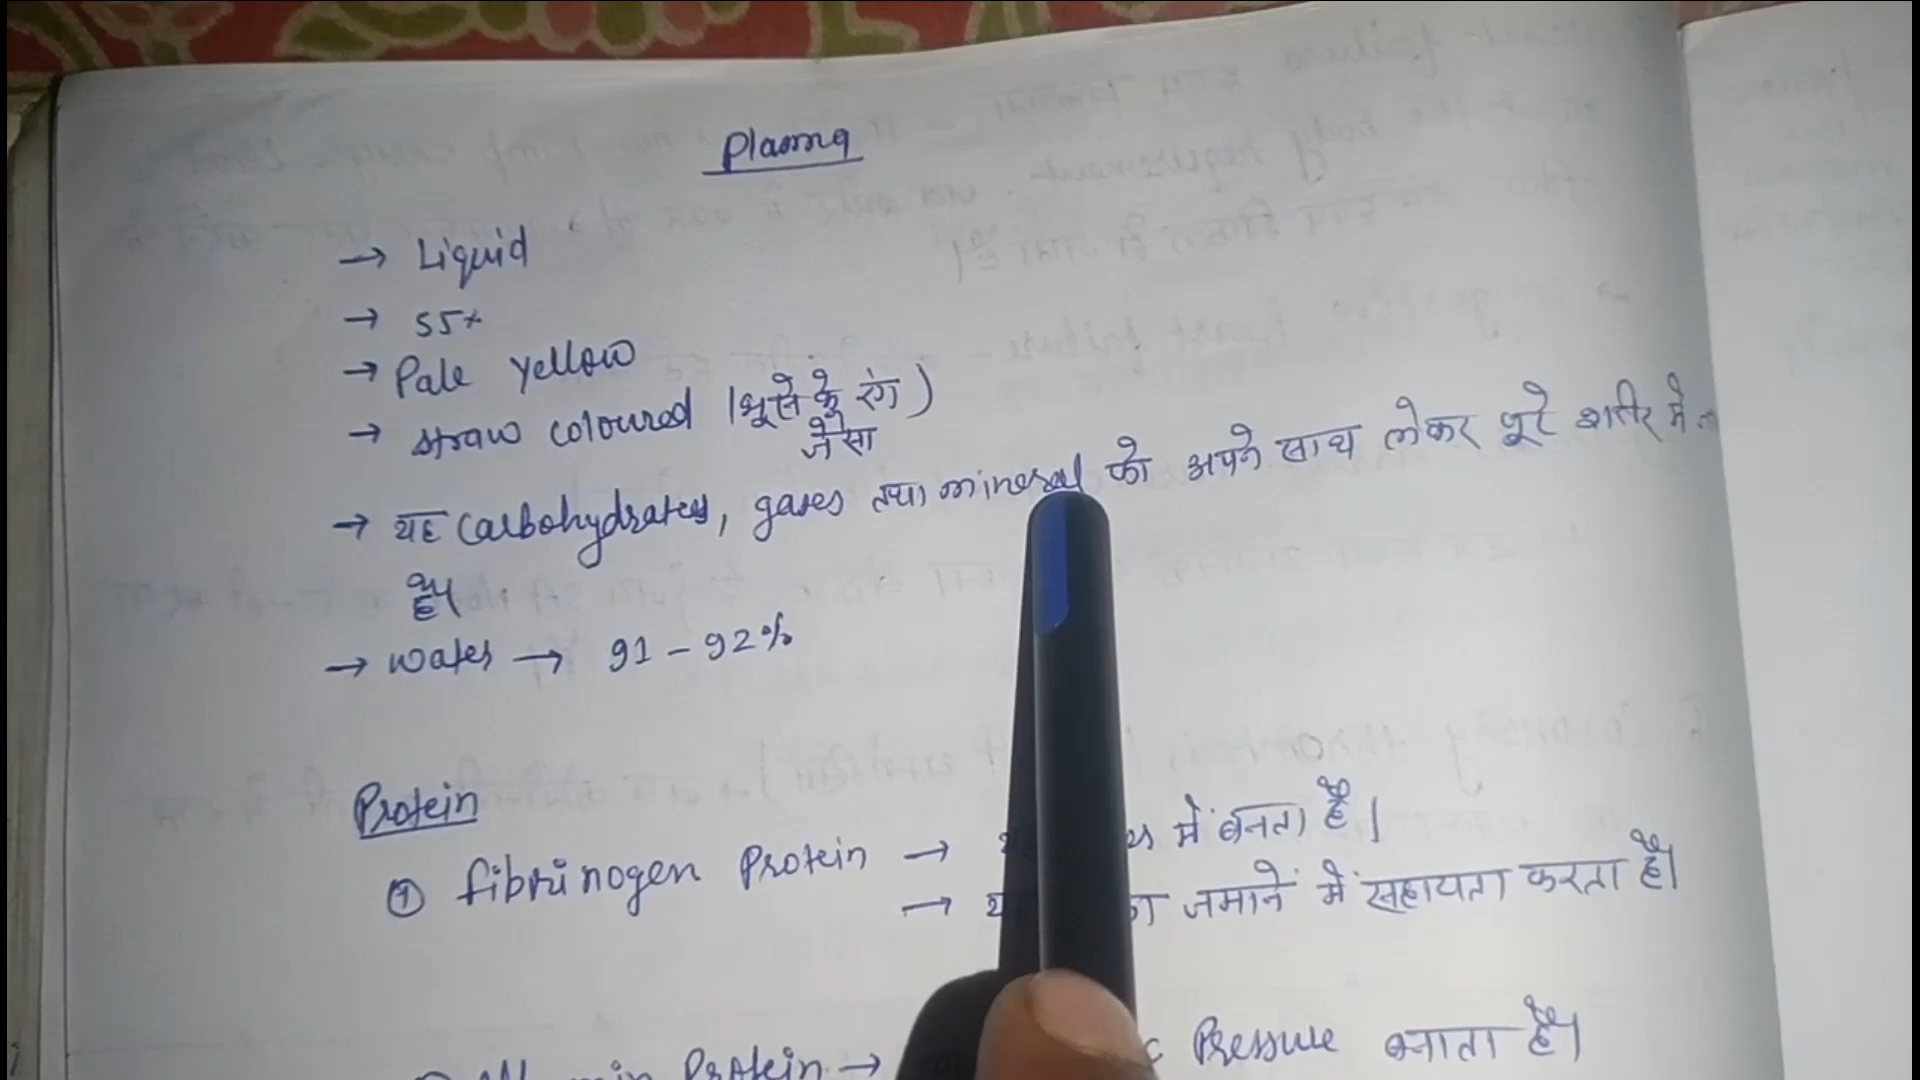 Plasma
→ Liquid
→ 55%
→ Pale yellow
→ straw coloured (भूसे के रंग)
जैसा
→ यह carbohydrates, gases तथा mineral को अपने साथ लेकर पूरे शरीर में
है।
→ water → 91 - 92%
Protein
① fibrinogen Protein → में बनता है।
→ जमाने में सहायता करता है।
Protein → Pressure बनाता है।